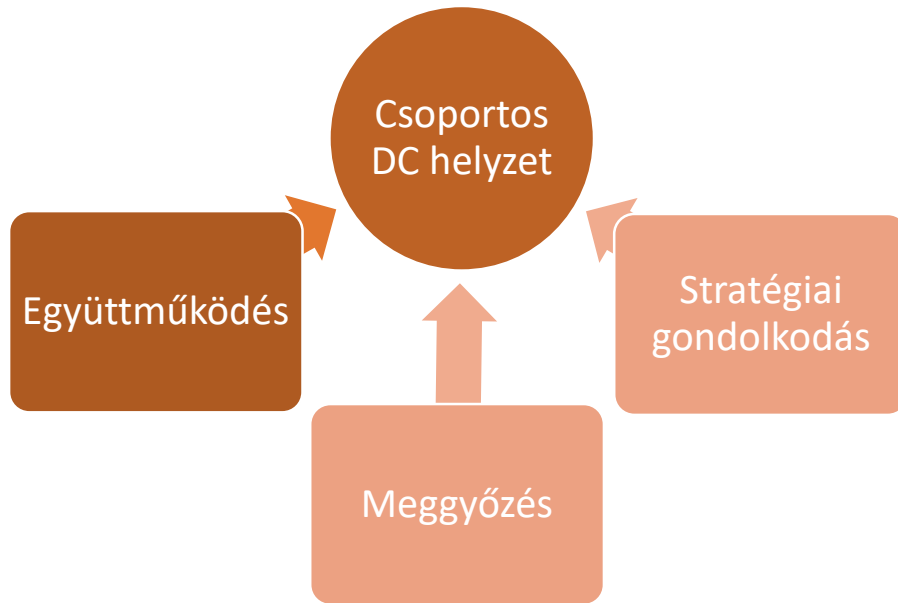 Csoportos
DC helyzet
Együttműködés
Stratégiai
gondolkodás
Meggyőzés